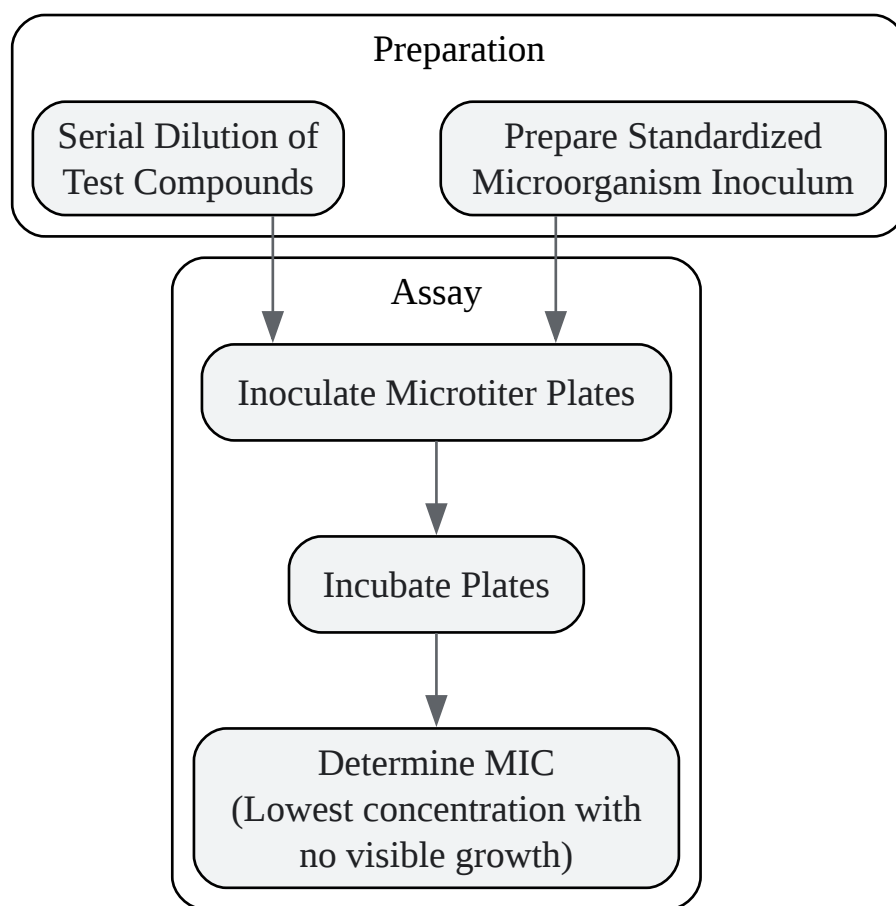 Preparation
Serial Dilution of
Test Compounds
Prepare Standardized
Microorganism Inoculum
Assay
Inoculate Microtiter Plates
Incubate Plates
Determine MIC
(Lowest concentration with
no visible growth)